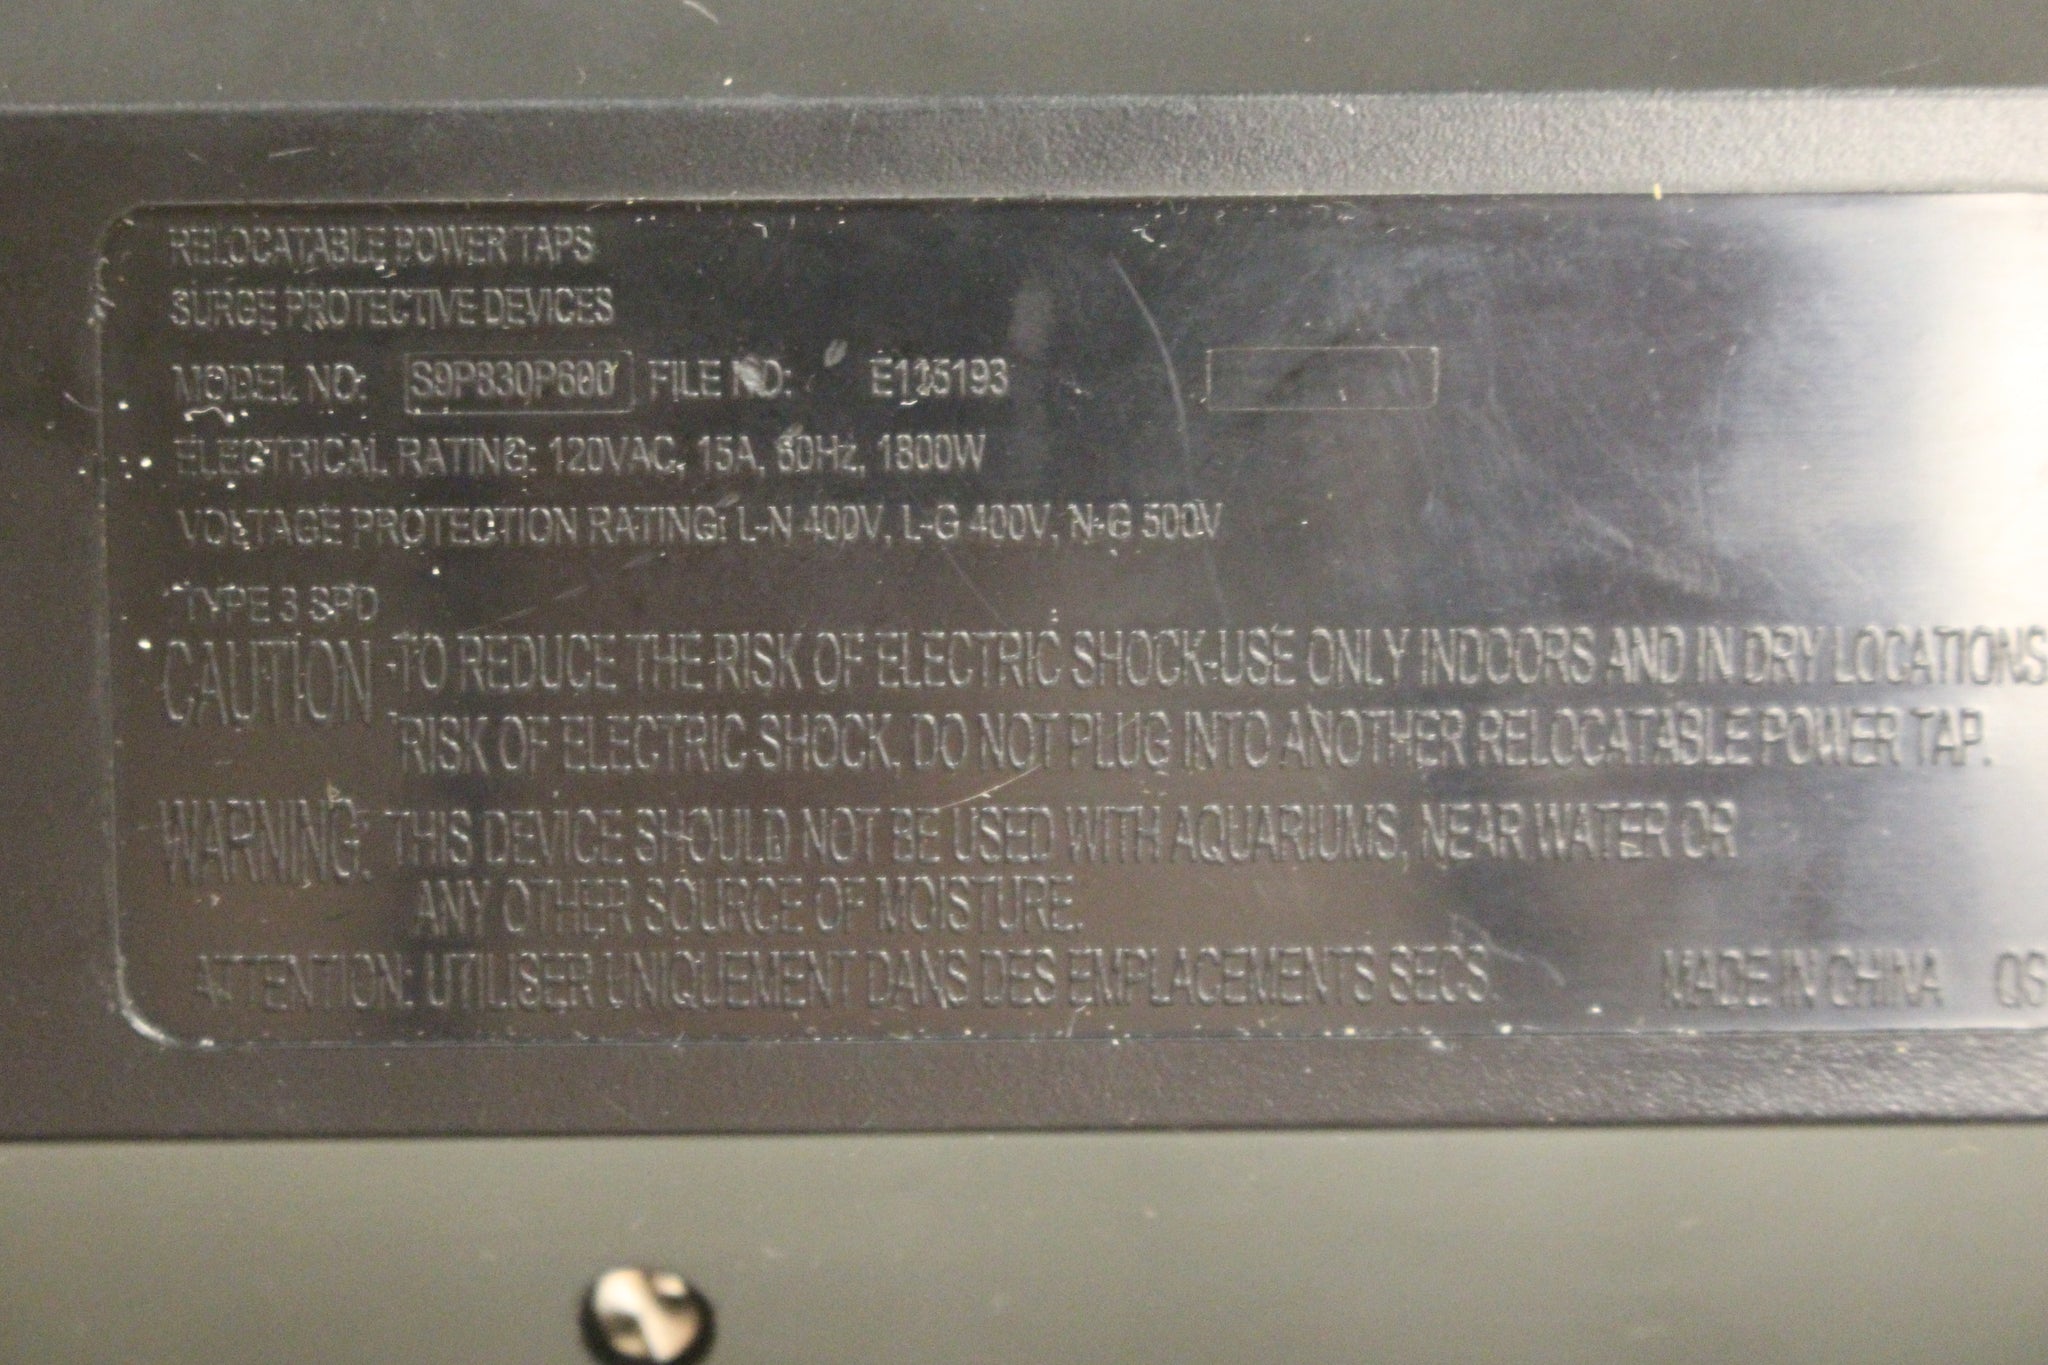 RELOCATABLE POWER TAPS
SURGE PROTECTIVE DEVICES
MODEL NO: S9P830P600 FILE NO: E115193
ELECTRICAL RATING: 120VAC, 15A, 60Hz, 1800W
VOLTAGE PROTECTION RATING: L-N 400V, L-G 400V, N-G 500V
TYPE 3 SPD
CAUTION -TO REDUCE THE RISK OF ELECTRIC SHOCK-USE ONLY INDOORS AND IN DRY LOCATIONS
RISK OF ELECTRIC SHOCK, DO NOT PLUG INTO ANOTHER RELOCATABLE POWER TAP.
WARNING: THIS DEVICE SHOULD NOT BE USED WITH AQUARIUMS, NEAR WATER OR
ANY OTHER SOURCE OF MOISTURE.
ATTENTION: UTILISER UNIQUEMENT DANS DES EMPLACEMENTS SECS. MADE IN CHINA